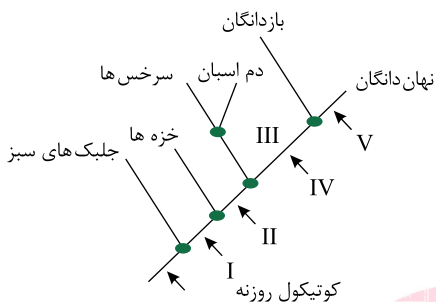 بازدانگان
نهان دانگان
دم اسبان
سرخس ها
خزه ها
جلبک های سبز
III
V
IV
II
I
کوتیکول روزنه